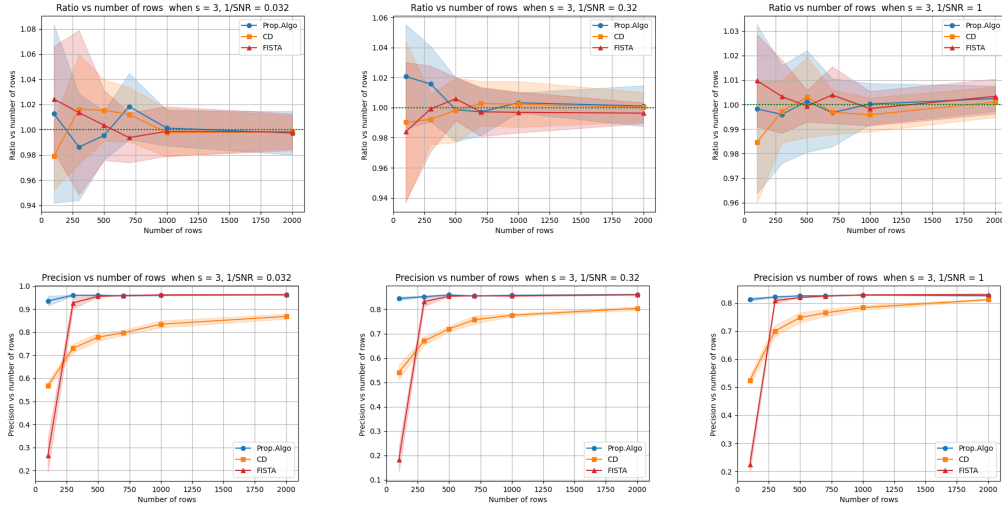 Ratio vs number of rows when s = 3, 1/SNR = 0.032
Ratio vs number of rows
1.08
1.06
1.04
1.02
1.00
0.98
0.96
0.94
Prop.Algo
CD
FISTA
0 250 500 750 1000 1250 1500 1750 2000
Number of rows
Ratio vs number of rows when s = 3, 1/SNR = 0.32
Ratio vs number of rows
1.06
1.04
1.02
1.00
0.98
0.96
0.94
Prop.Algo
CD
FISTA
0 250 500 750 1000 1250 1500 1750 2000
Number of rows
Ratio vs number of rows when s = 3, 1/SNR = 1
Ratio vs number of rows
1.03
1.02
1.01
1.00
0.99
0.98
0.97
0.96
Prop.Algo
CD
FISTA
0 250 500 750 1000 1250 1500 1750 2000
Number of rows
Precision vs number of rows when s = 3, 1/SNR = 0.032
Precision vs number of rows
1.0
0.9
0.8
0.7
0.6
0.5
0.4
0.3
0.2
Prop.Algo
CD
FISTA
0 250 500 750 1000 1250 1500 1750 2000
Number of rows
Precision vs number of rows when s = 3, 1/SNR = 0.32
Precision vs number of rows
0.9
0.8
0.7
0.6
0.5
0.4
0.3
0.2
0.1
Prop.Algo
CD
FISTA
0 250 500 750 1000 1250 1500 1750 2000
Number of rows
Precision vs number of rows when s = 3, 1/SNR = 1
Precision vs number of rows
0.8
0.7
0.6
0.5
0.4
0.3
0.2
Prop.Algo
CD
FISTA
0 250 500 750 1000 1250 1500 1750 2000
Number of rows